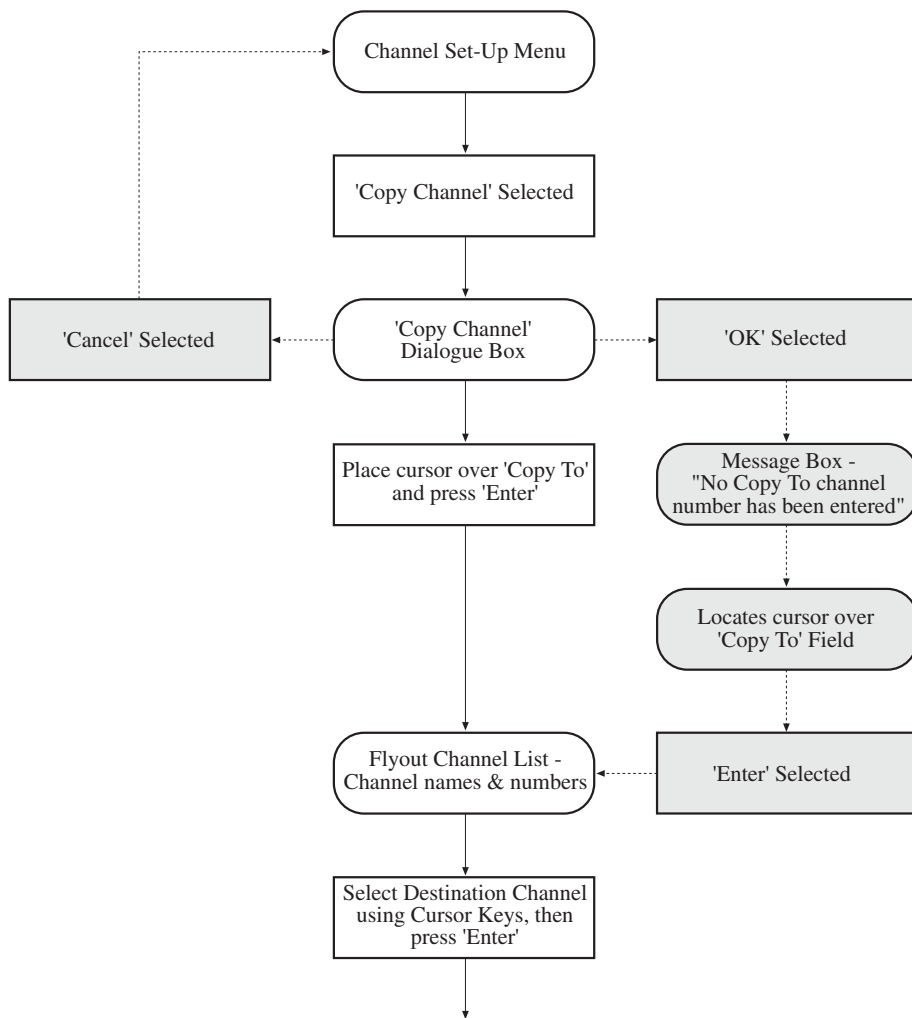 Channel Set-Up Menu
'Copy Channel' Selected
'Cancel' Selected
'Copy Channel'
Dialogue Box
'OK' Selected
Place cursor over 'Copy To'
and press 'Enter'
Message Box -
"No Copy To channel
number has been entered"
Locates cursor over
'Copy To' Field
Flyout Channel List -
Channel names & numbers
'Enter' Selected
Select Destination Channel
using Cursor Keys, then
press 'Enter'